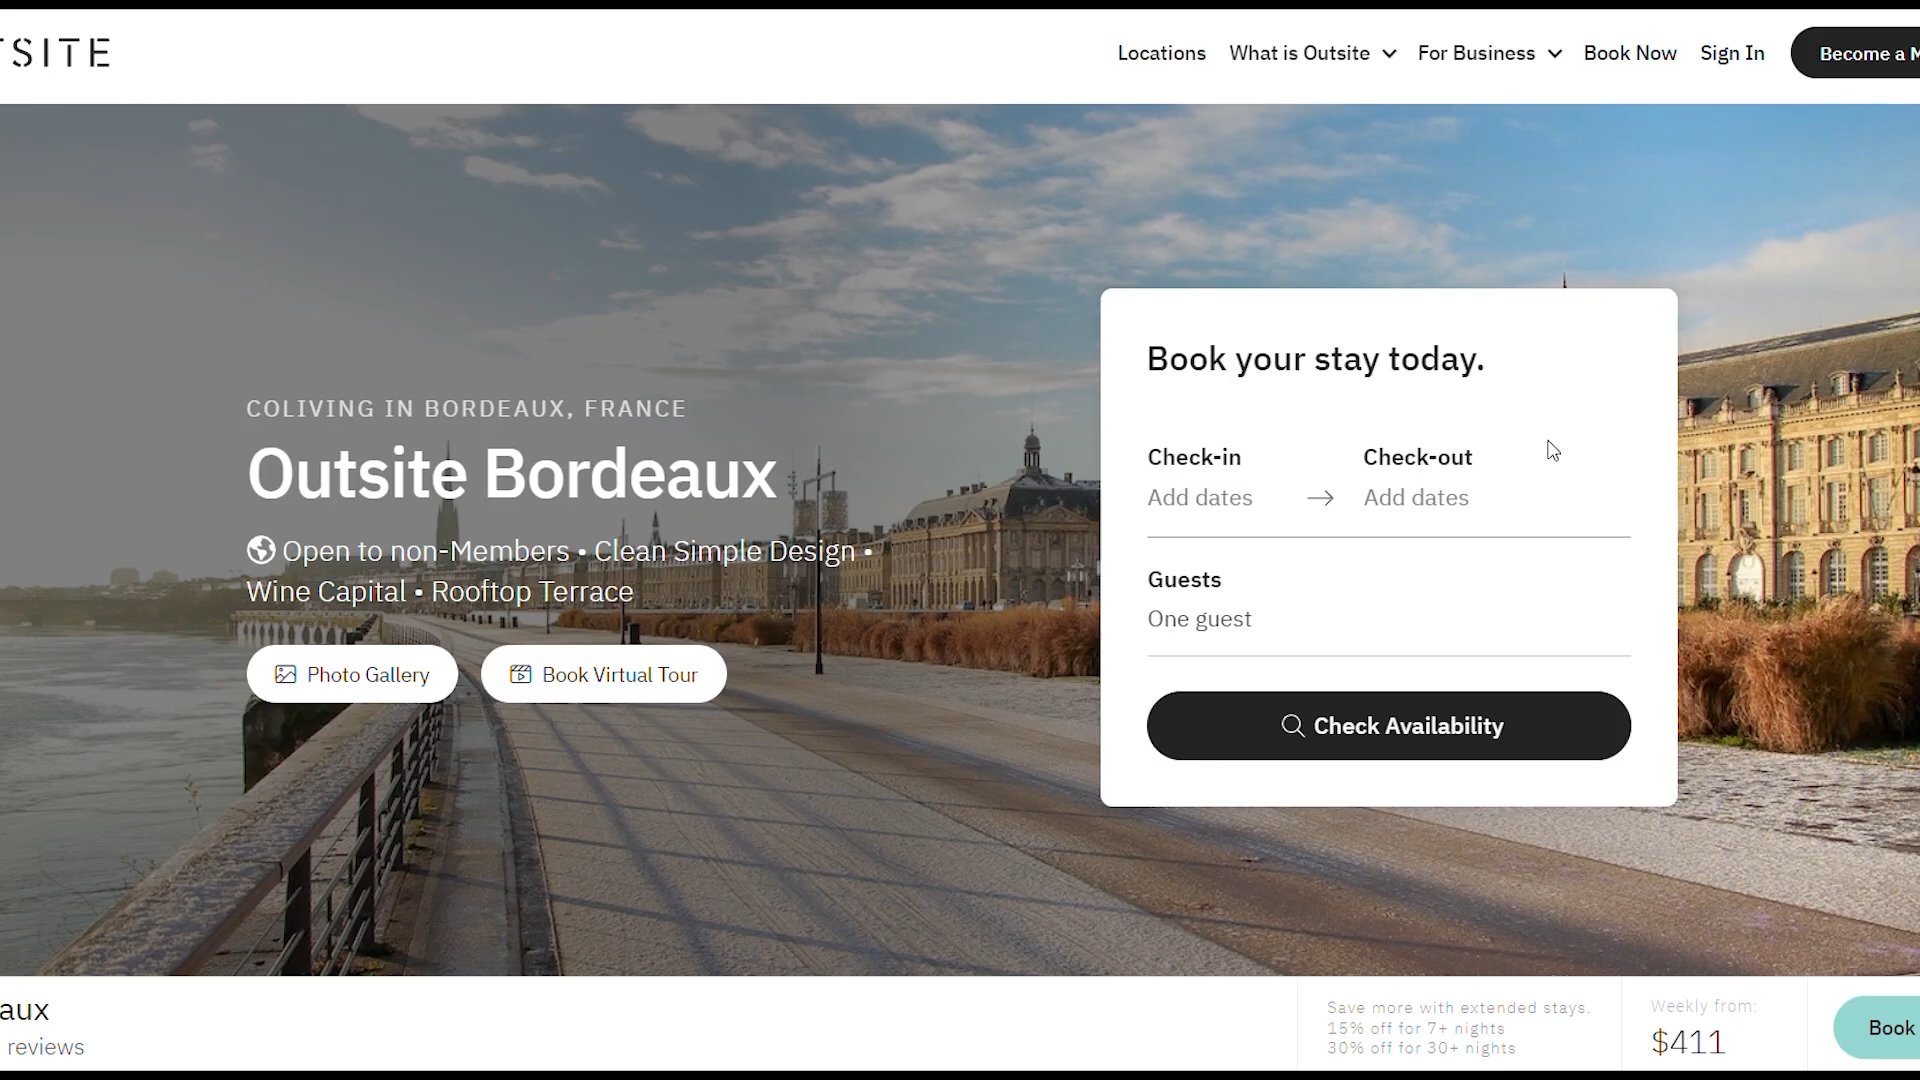 TSITE
Locations What is Outsite For Business Book Now Sign In Become a M
COLIVING IN BORDEAUX, FRANCE
Outsite Bordeaux
Open to non-Members • Clean Simple Design •
Wine Capital • Rooftop Terrace
Photo Gallery Book Virtual Tour
Book your stay today.
Check-in Check-out
Add dates Add dates
Guests
One guest
Check Availability
aux
reviews
Save more with extended stays.
15% off for 7+ nights
30% off for 30+ nights
Weekly from:
$411
Book